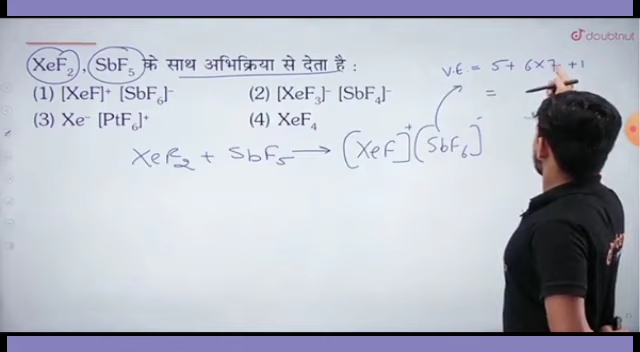 doubtnut
XeF₂, SbF₅ के साथ अभिक्रिया से देता है :
(1) [XeF]⁺ [SbF₆]⁻ (2) [XeF₃]⁻ [SbF₄]⁻
(3) Xe⁻ [PtF₆]⁺ (4) XeF₄
V.E. = 5 + 6×7 + 1
=
XeF₂ + SbF₅ ⟶ [XeF]⁺ [SbF₆]⁻